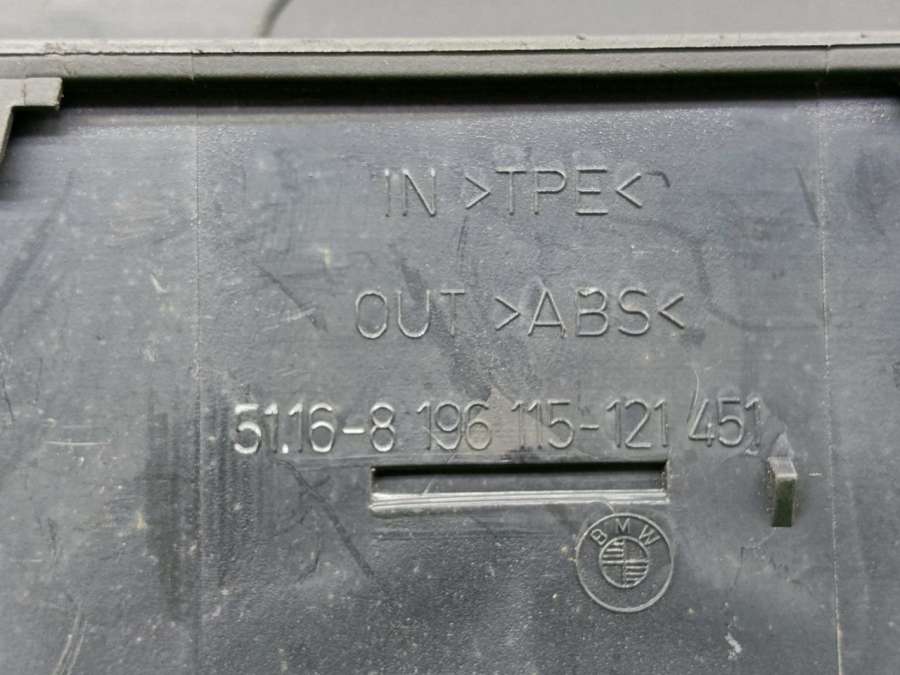 IN >TPE<
OUT >ABS<
51.16-8 196 115-121 451
BMW